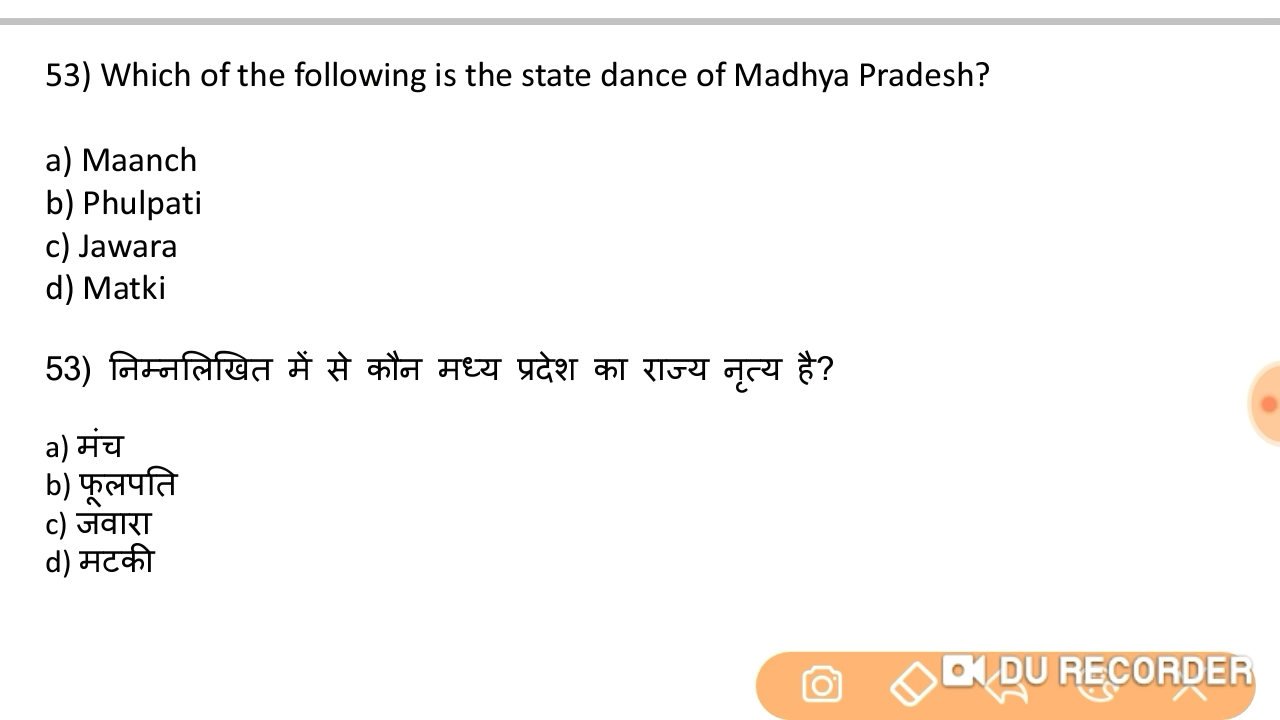 53) Which of the following is the state dance of Madhya Pradesh?
a) Maanch
b) Phulpati
c) Jawara
d) Matki
53) निम्नलिखित में से कौन मध्य प्रदेश का राज्य नृत्य है?
a) मंच
b) फूलपति
c) जवारा
d) मटकी
DU RECORDER